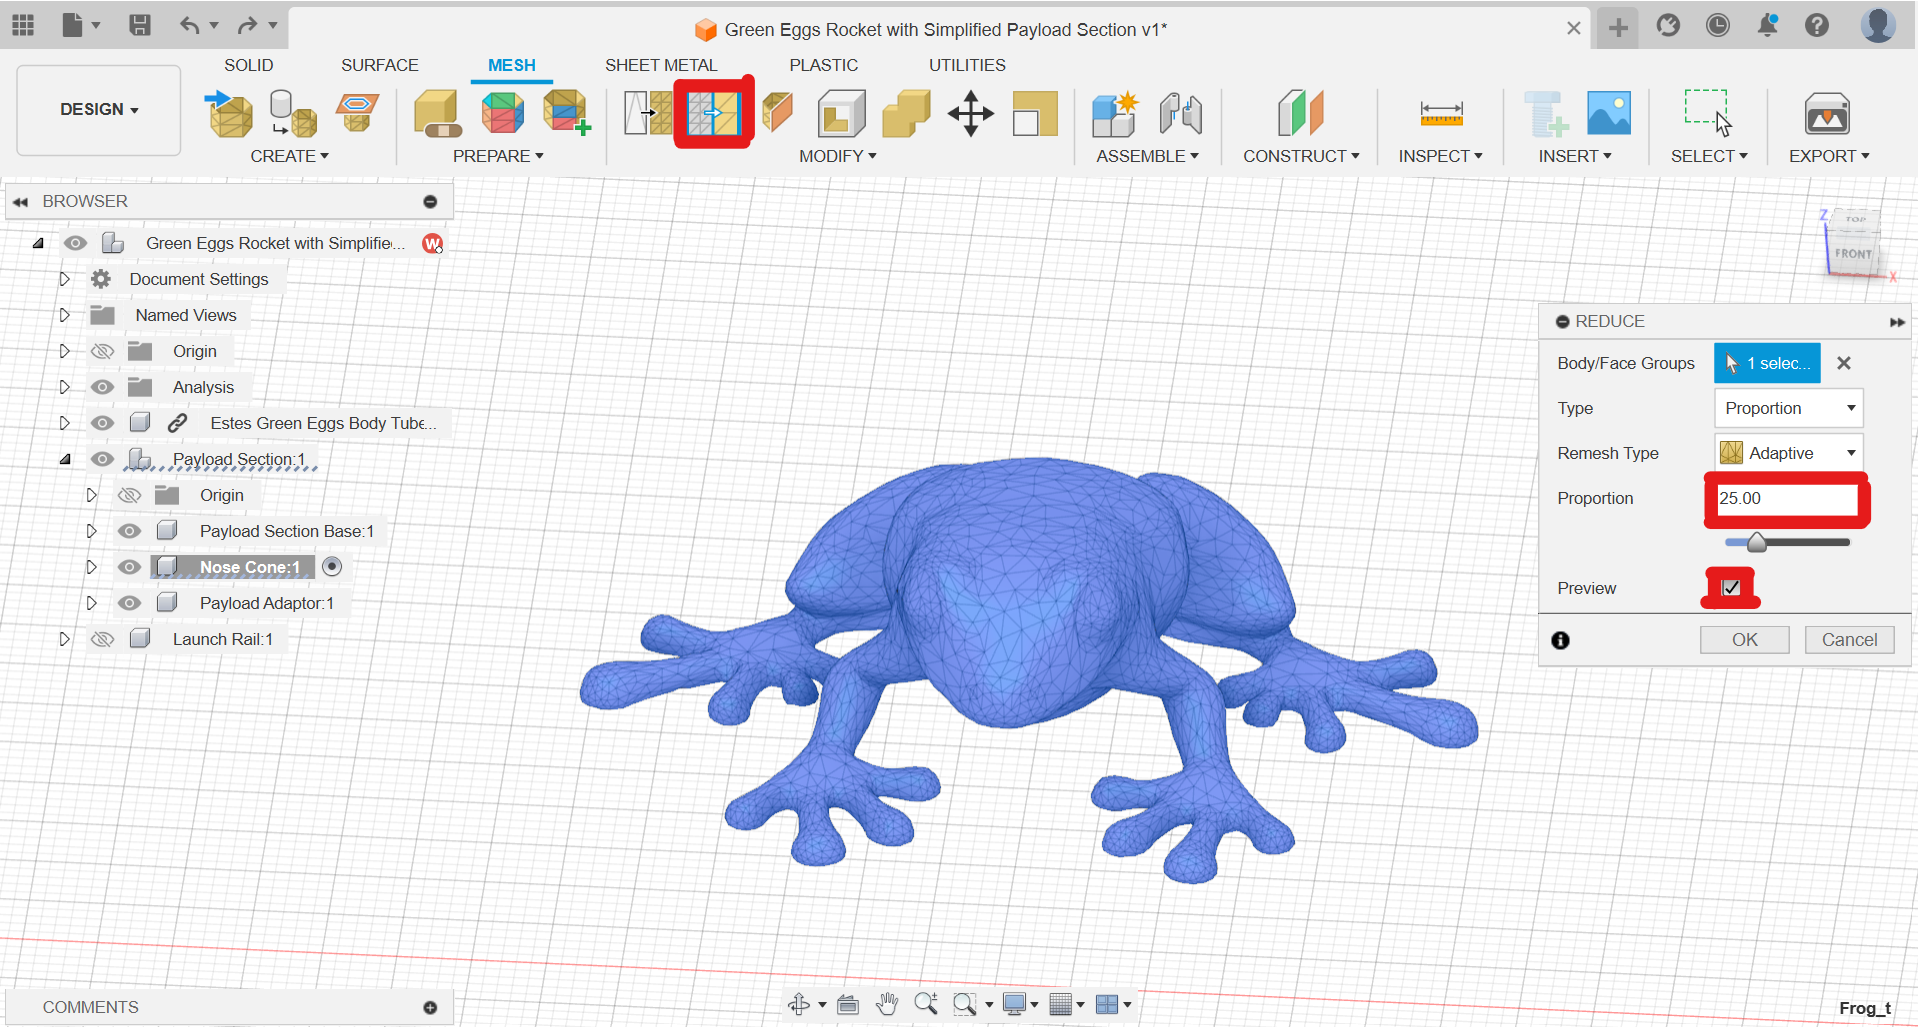 Green Eggs Rocket with Simplified Payload Section v1*
SOLID SURFACE MESH SHEET METAL PLASTIC UTILITIES
DESIGN
CREATE PREPARE MODIFY ASSEMBLE CONSTRUCT INSPECT INSERT SELECT EXPORT
BROWSER
Green Eggs Rocket with Simplifie...
W
Document Settings
Named Views
Origin
Analysis
Estes Green Eggs Body Tube...
Payload Section:1
Origin
Payload Section Base:1
Nose Cone:1
Payload Adaptor:1
Launch Rail:1
Z
TOP
FRONT
X
REDUCE
Body/Face Groups 1 selec...
Type Proportion
Remesh Type Adaptive
Proportion 25.00
Preview
OK Cancel
COMMENTS
Frog_t